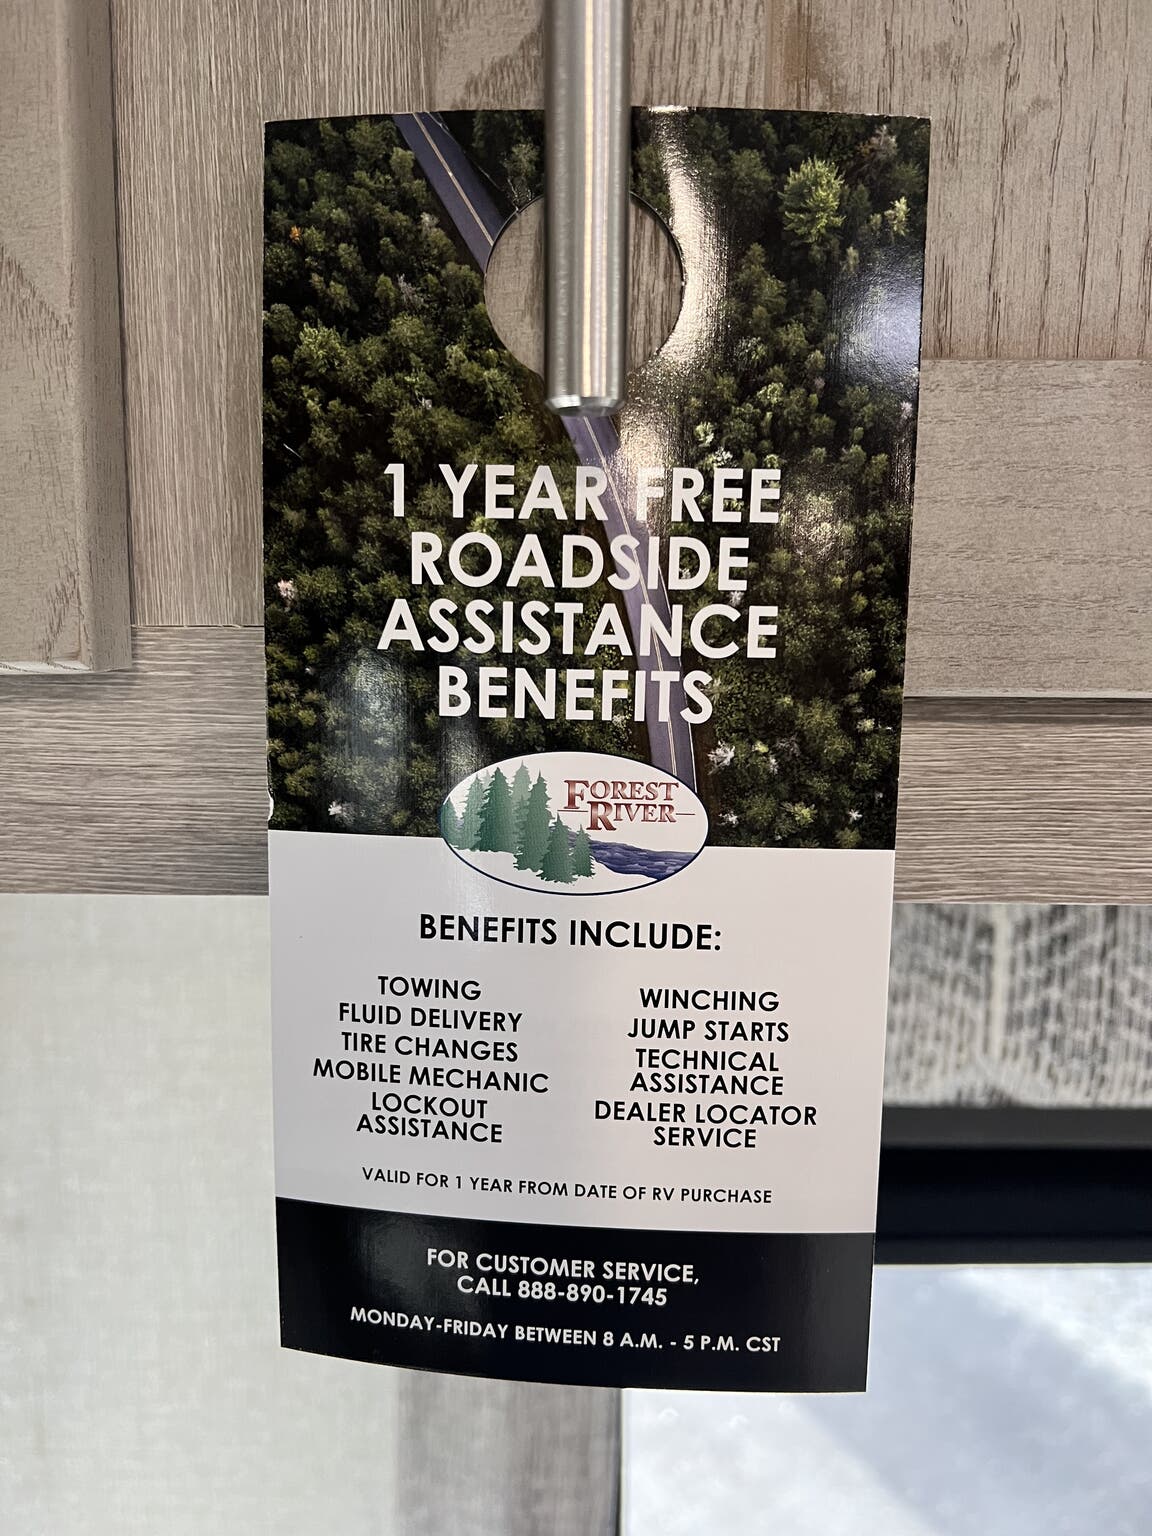 1 YEAR FREE
ROADSIDE
ASSISTANCE
BENEFITS
FOREST
RIVER
BENEFITS INCLUDE:
TOWING
FLUID DELIVERY
TIRE CHANGES
MOBILE MECHANIC
LOCKOUT
ASSISTANCE
WINCHING
JUMP STARTS
TECHNICAL
ASSISTANCE
DEALER LOCATOR
SERVICE
VALID FOR 1 YEAR FROM DATE OF RV PURCHASE
FOR CUSTOMER SERVICE,
CALL 888-890-1745
MONDAY-FRIDAY BETWEEN 8 A.M. - 5 P.M. CST